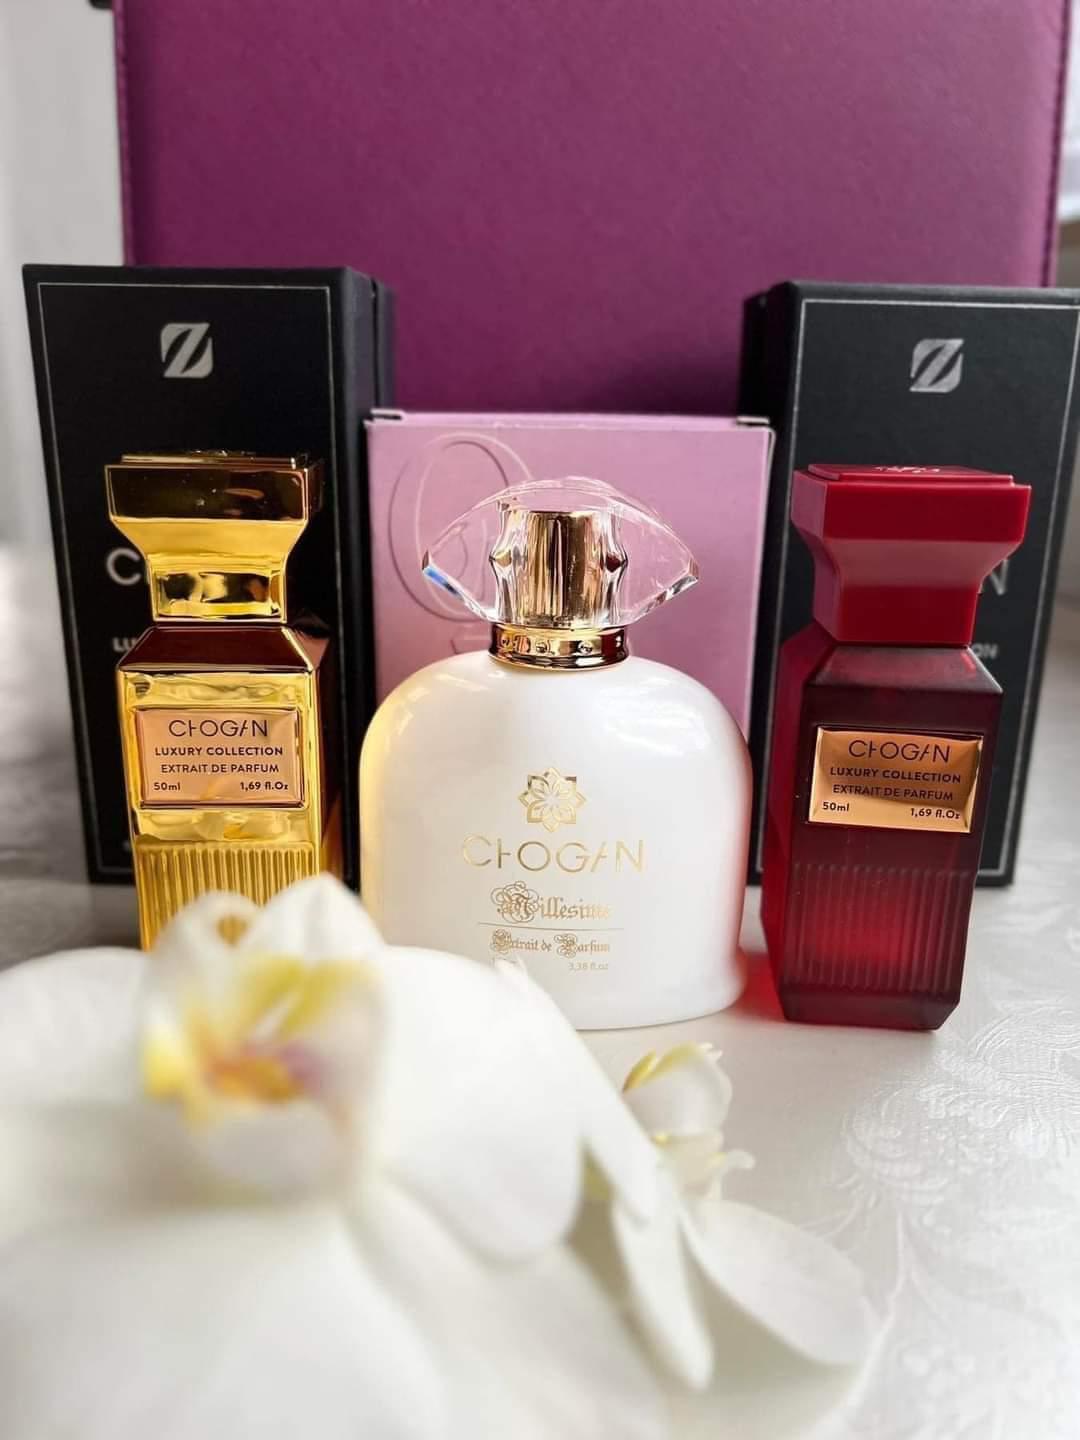 CHOGAN
LUXURY COLLECTION
EXTRAIT DE PARFUM
50ml 1,69 fl.Oz
CHOGAN
Millesime
Extrait de Parfum
3,38 fl.oz
CHOGAN
LUXURY COLLECTION
EXTRAIT DE PARFUM
50ml 1,69 fl.Oz